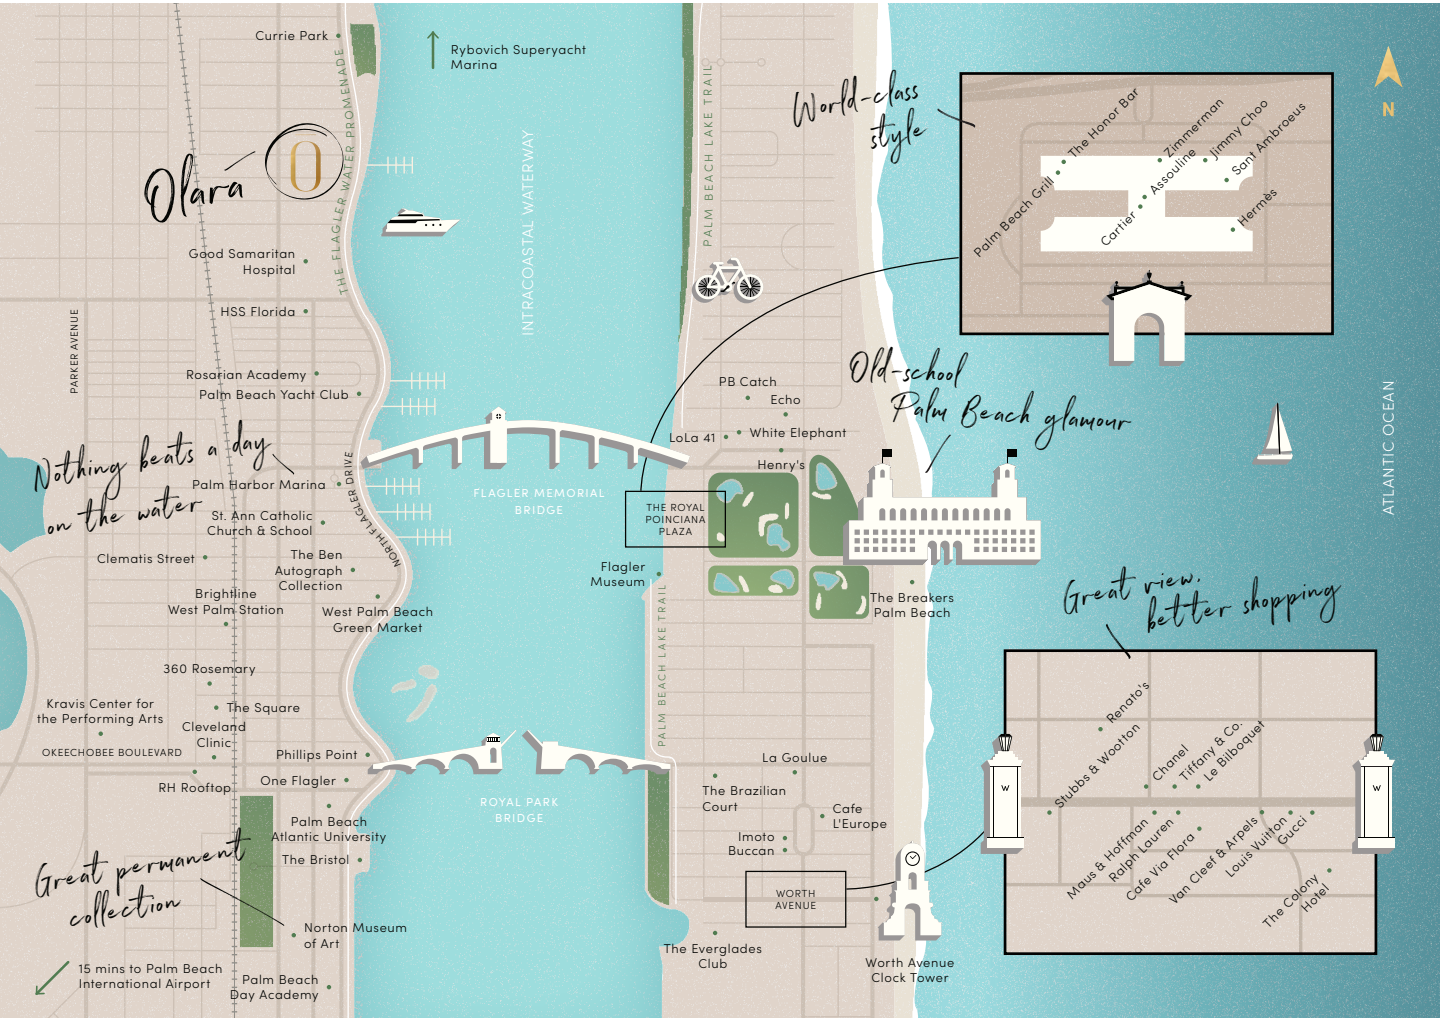 Currie Park
Rybovich Superyacht
Marina
THE FLAGLER WATER PROMENADE
INTRACOASTAL WATERWAY
PALM BEACH LAKE TRAIL
World-class
style
N
Olara
O
Good Samaritan
Hospital
HSS Florida
PARKER AVENUE
Rosarian Academy
Palm Beach Yacht Club
Nothing beats a day
on the water
Palm Harbor Marina
NORTH FLAGLER DRIVE
St. Ann Catholic
Church & School
Clematis Street
The Ben
Autograph
Collection
Brightline
West Palm Station
West Palm Beach
Green Market
360 Rosemary
The Square
Kravis Center for
the Performing Arts
Cleveland
Clinic
OKEECHOBEE BOULEVARD
Phillips Point
RH Rooftop
One Flagler
Palm Beach
Atlantic University
The Bristol
Great permanent
collection
Norton Museum
of Art
15 mins to Palm Beach
International Airport
Palm Beach
Day Academy
FLAGLER MEMORIAL
BRIDGE
ROYAL PARK
BRIDGE
PB Catch
Echo
LoLa 41
White Elephant
Henry's
THE ROYAL
POINCIANA
PLAZA
Flagler
Museum
PALM BEACH LAKE TRAIL
Old-school
Palm Beach glamour
The Breakers
Palm Beach
ATLANTIC OCEAN
La Goulue
The Brazilian
Court
Cafe
L'Europe
Imoto
Buccan
WORTH
AVENUE
The Everglades
Club
Worth Avenue
Clock Tower
Palm Beach Grill
The Honor Bar
Cartier
Assouline
Zimmerman
Jimmy Choo
Sant Ambroeus
Hermès
Great view,
better shopping
Renato's
Stubbs & Wootton
Chanel
Tiffany & Co.
Le Bilboquet
W
W
Maus & Hoffman
Ralph Lauren
Cafe Via Flora
Van Cleef & Arpels
Louis Vuitton
Gucci
The Colony
Hotel